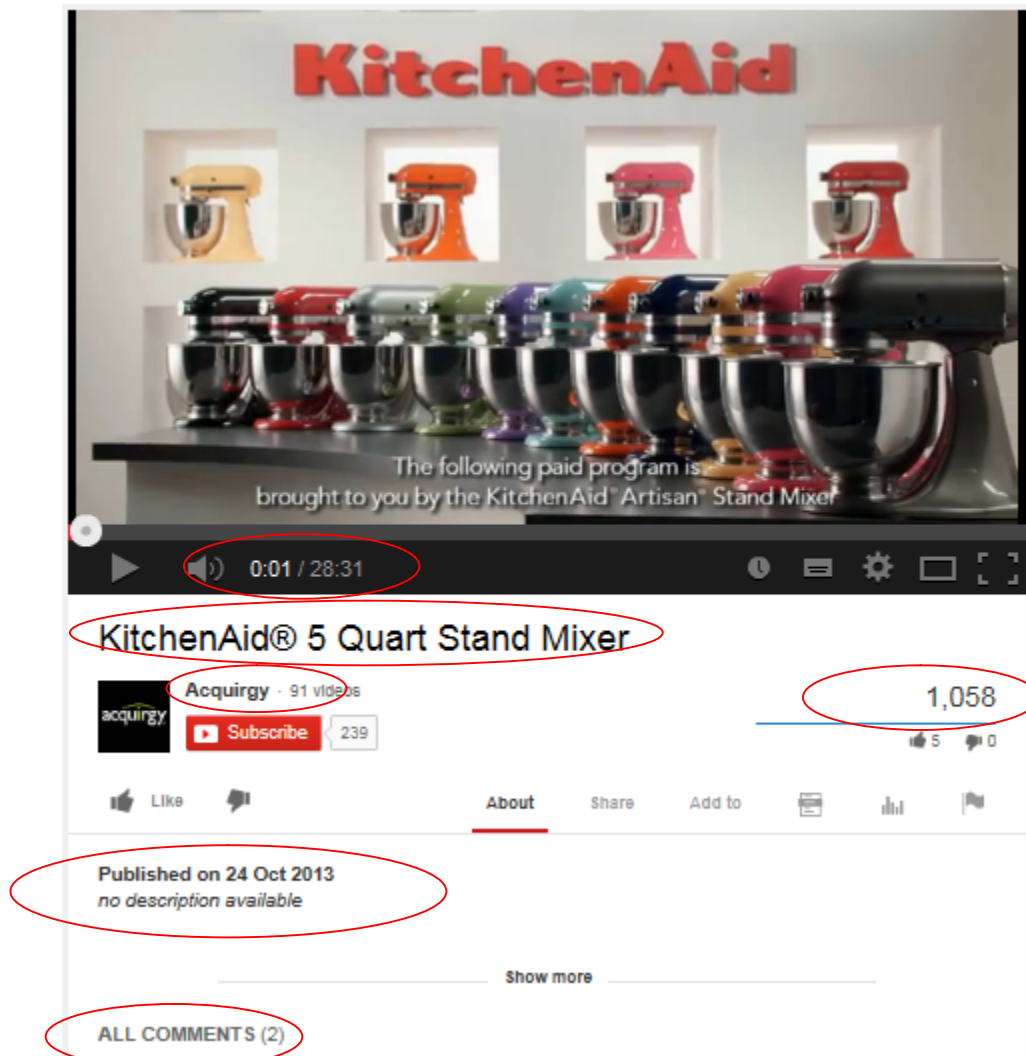 KitchenAid
The following paid program is
brought to you by the KitchenAid® Artisan® Stand Mixer
0:01 / 28:31
KitchenAid® 5 Quart Stand Mixer
Acquirgy · 91 videos
acquirgy
Subscribe 239
1,058
5 0
Like About Share Add to
Published on 24 Oct 2013
no description available
Show more
ALL COMMENTS (2)